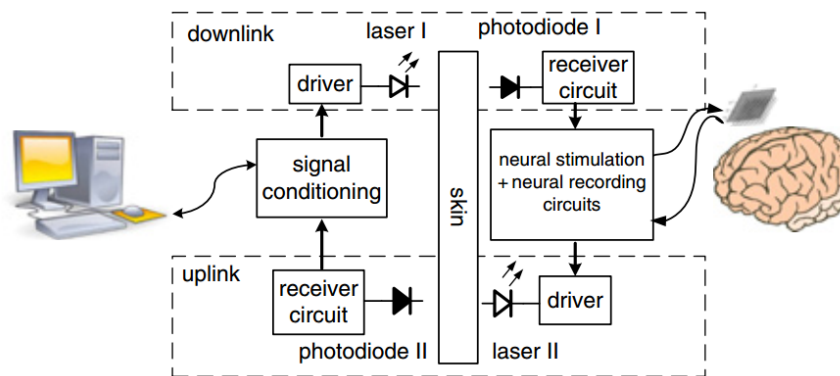 downlink
laser I
photodiode I
driver
receiver
circuit
signal
conditioning
skin
neural stimulation
+ neural recording
circuits
uplink
receiver
circuit
driver
photodiode II
laser II